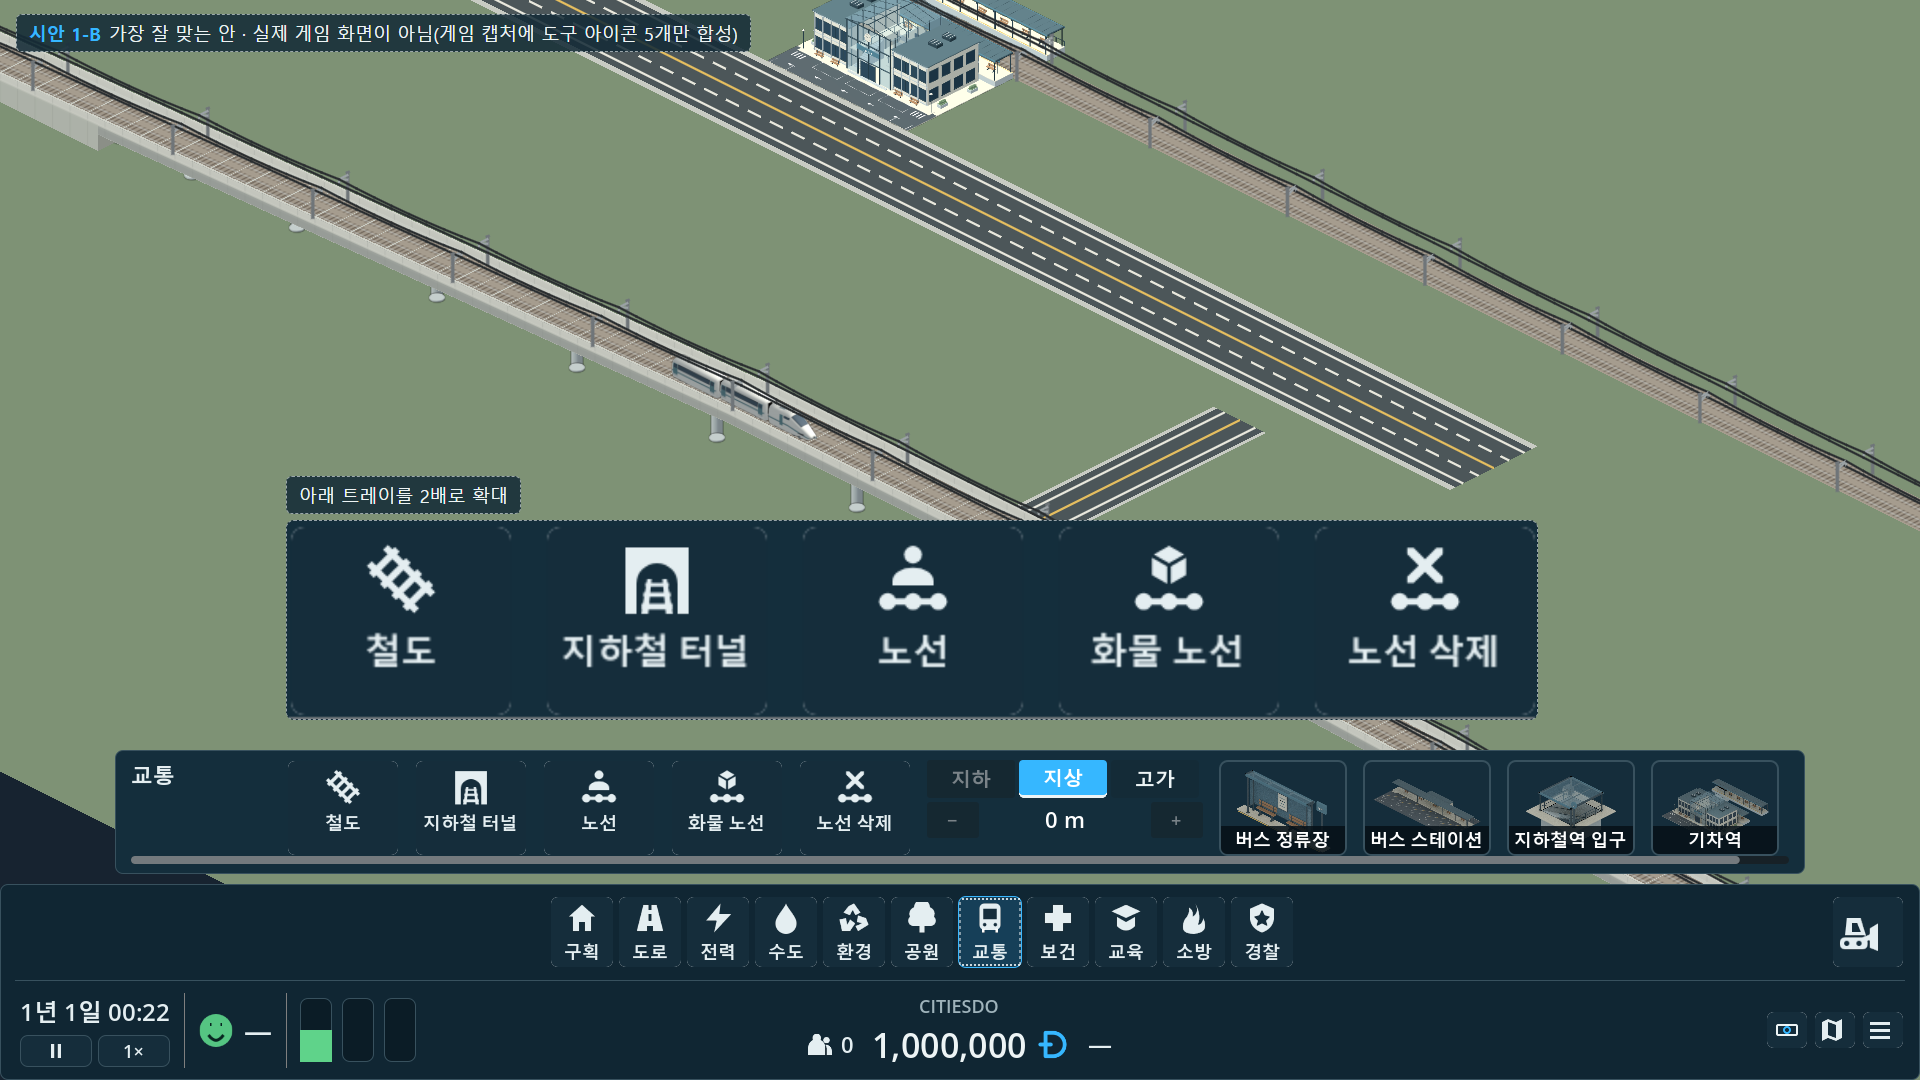 시안 1-B 가장 잘 맞는 안 · 실제 게임 화면이 아님(게임 캡처에 도구 아이콘 5개만 합성)
아래 트레이를 2배로 확대
철도 지하철 터널 노선 화물 노선 노선 삭제
교통
철도 지하철 터널 노선 화물 노선 노선 삭제
지하 지상 고가
− 0 m +
버스 정류장 버스 스테이션 지하철역 입구 기차역
구획 도로 전력 수도 환경 공원 교통 보건 교육 소방 경찰
1년 1일 00:22
1×
—
CITIESDO
0 1,000,000 Đ —